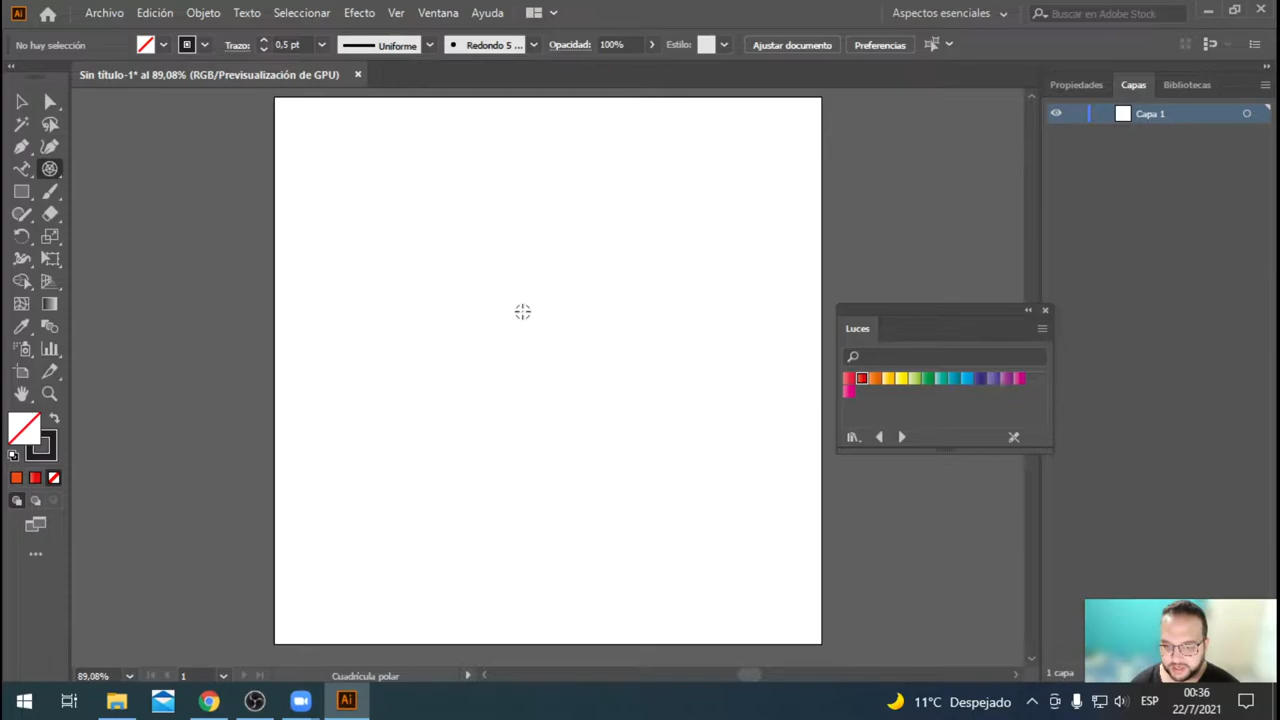 Ai Archivo Edición Objeto Texto Seleccionar Efecto Ver Ventana Ayuda Aspectos esenciales Buscar en Adobe Stock
No hay selección Trazo: 0,5 pt Uniforme Redondo 5 ... Opacidad: 100% Estilo: Ajustar documento Preferencias
Sin título-1* al 89,08% (RGB/Previsualización de GPU)
Propiedades Capas Bibliotecas
Capa 1
Luces
89,08% 1 Cuadrícula polar 1 capa
Ai 11°C Despejado ESP 00:36
22/7/2021